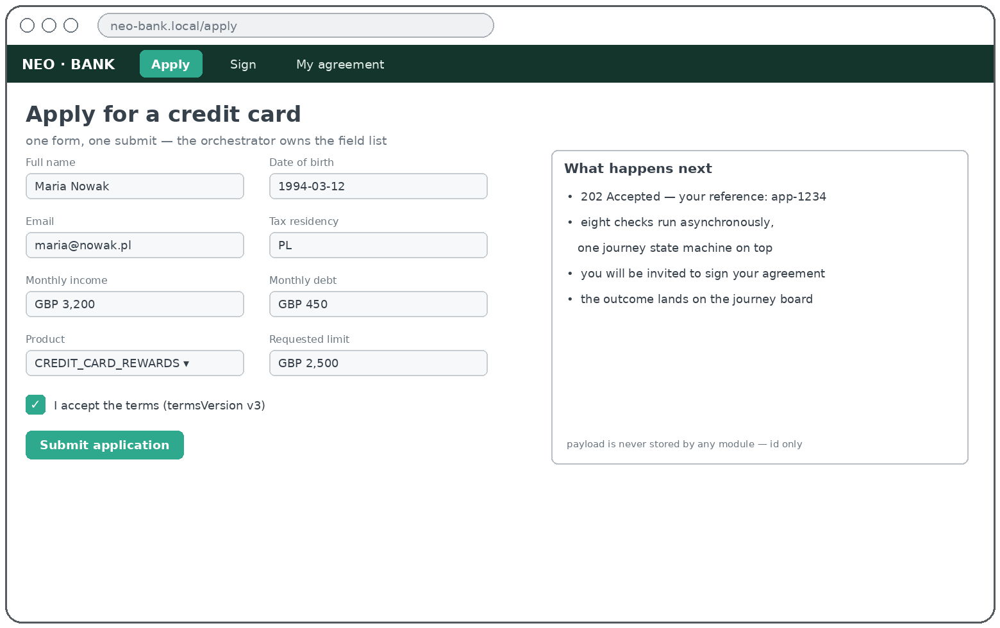 neo-bank.local/apply
NEO · BANK
Apply
Sign
My agreement
Apply for a credit card
one form, one submit — the orchestrator owns the field list
Full name
Date of birth
Maria Nowak
1994-03-12
Email
Tax residency
maria@nowak.pl
PL
Monthly income
Monthly debt
GBP 3,200
GBP 450
Product
Requested limit
CREDIT_CARD_REWARDS ▾
GBP 2,500
✓ I accept the terms (termsVersion v3)
Submit application
What happens next
• 202 Accepted — your reference: app-1234
• eight checks run asynchronously,
one journey state machine on top
• you will be invited to sign your agreement
• the outcome lands on the journey board
payload is never stored by any module — id only